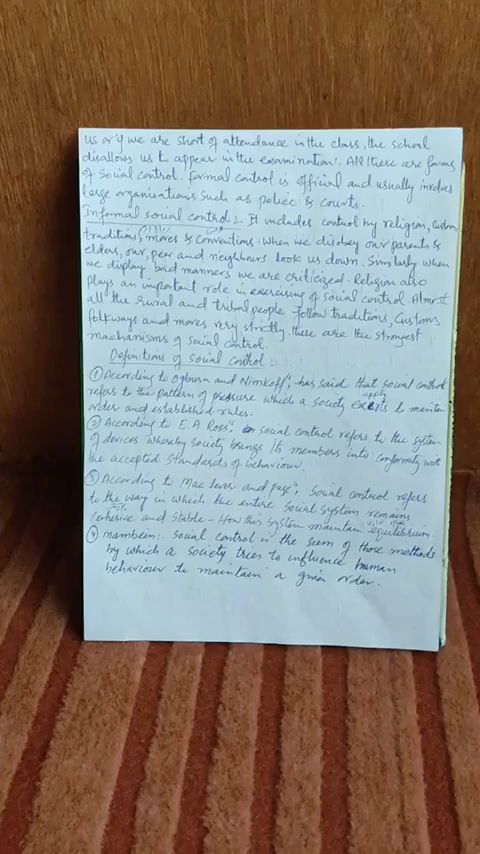 us or if we are short of attendance in the class, the school
disallows us to appear in the examination. All these are forms
of social control. Formal control is official and usually involves
large organisations such as police & courts.
Informal social control :- It includes control by religion, custom,
traditions, mores & conventions. When we disobey our parents &
elders, our, peer and neighbours look us down. Similarly when
we display bad manners we are criticized. Religion also
plays an important role in exercising of social control. Almost
all the rural and tribal people follow traditions, Customs
folkways and mores very strictly. these are the strongest
machanisms of social control.
Definitions of social control :-
① According to Ogburn and Nimkoff", has said that social control
refers to the pattern of pressure which a society exerts apply to maintain
order and established rules.
② According to E. A Ross", social control refers to the system
of devices whereby society brings its members into conformity with
the accepted standards of behaviour.
③ According to Mac Iever and page", Social control refers
to the way in which the entire social system remains
Cohesive and Stable - How this system maintain equilibrium.
④ mambein:- social control is the sum of those methods
by which a society tries to influence human
behaviour to maintain a given order.